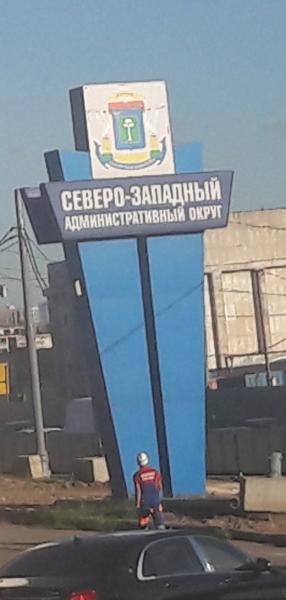 СЕВЕРО-ЗАПАДНЫЙ
АДМИНИСТРАТИВНЫЙ ОКРУГ